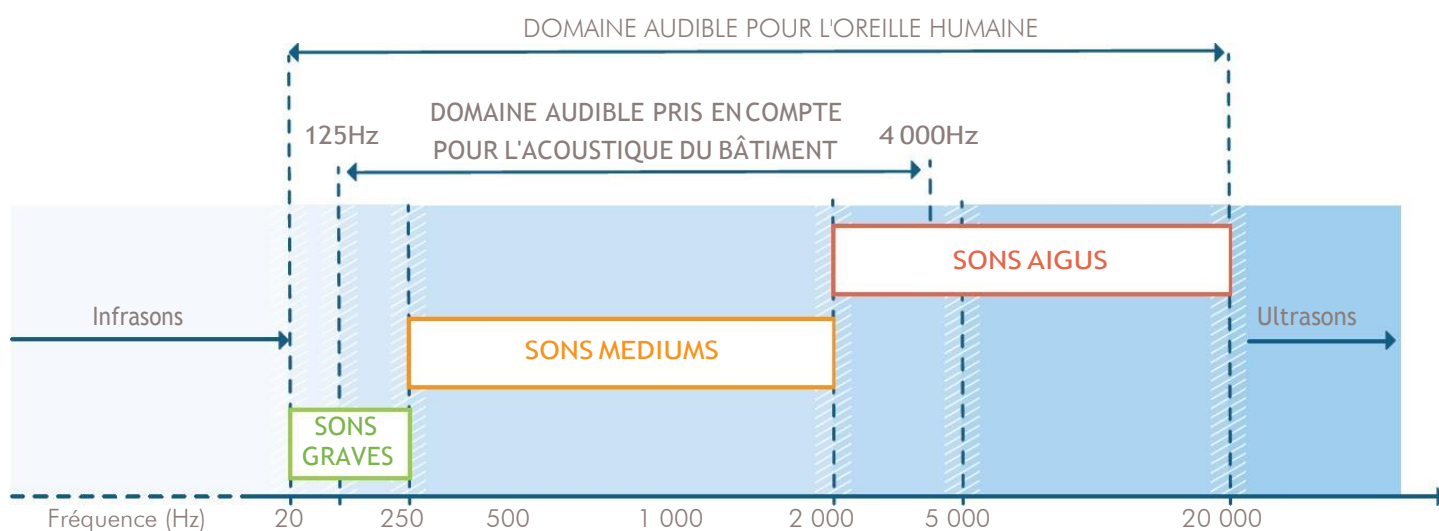 DOMAINE AUDIBLE POUR L'OREILLE HUMAINE
DOMAINE AUDIBLE PRIS EN COMPTE
125Hz
4 000Hz
POUR L'ACOUSTIQUE DU BÂTIMENT
SONS AIGUS
Infrasons
Ultrasons
SONS MEDIUMS
SONS
GRAVES
Fréquence (Hz) 20 250 500 1 000 2 000 5 000 20 000